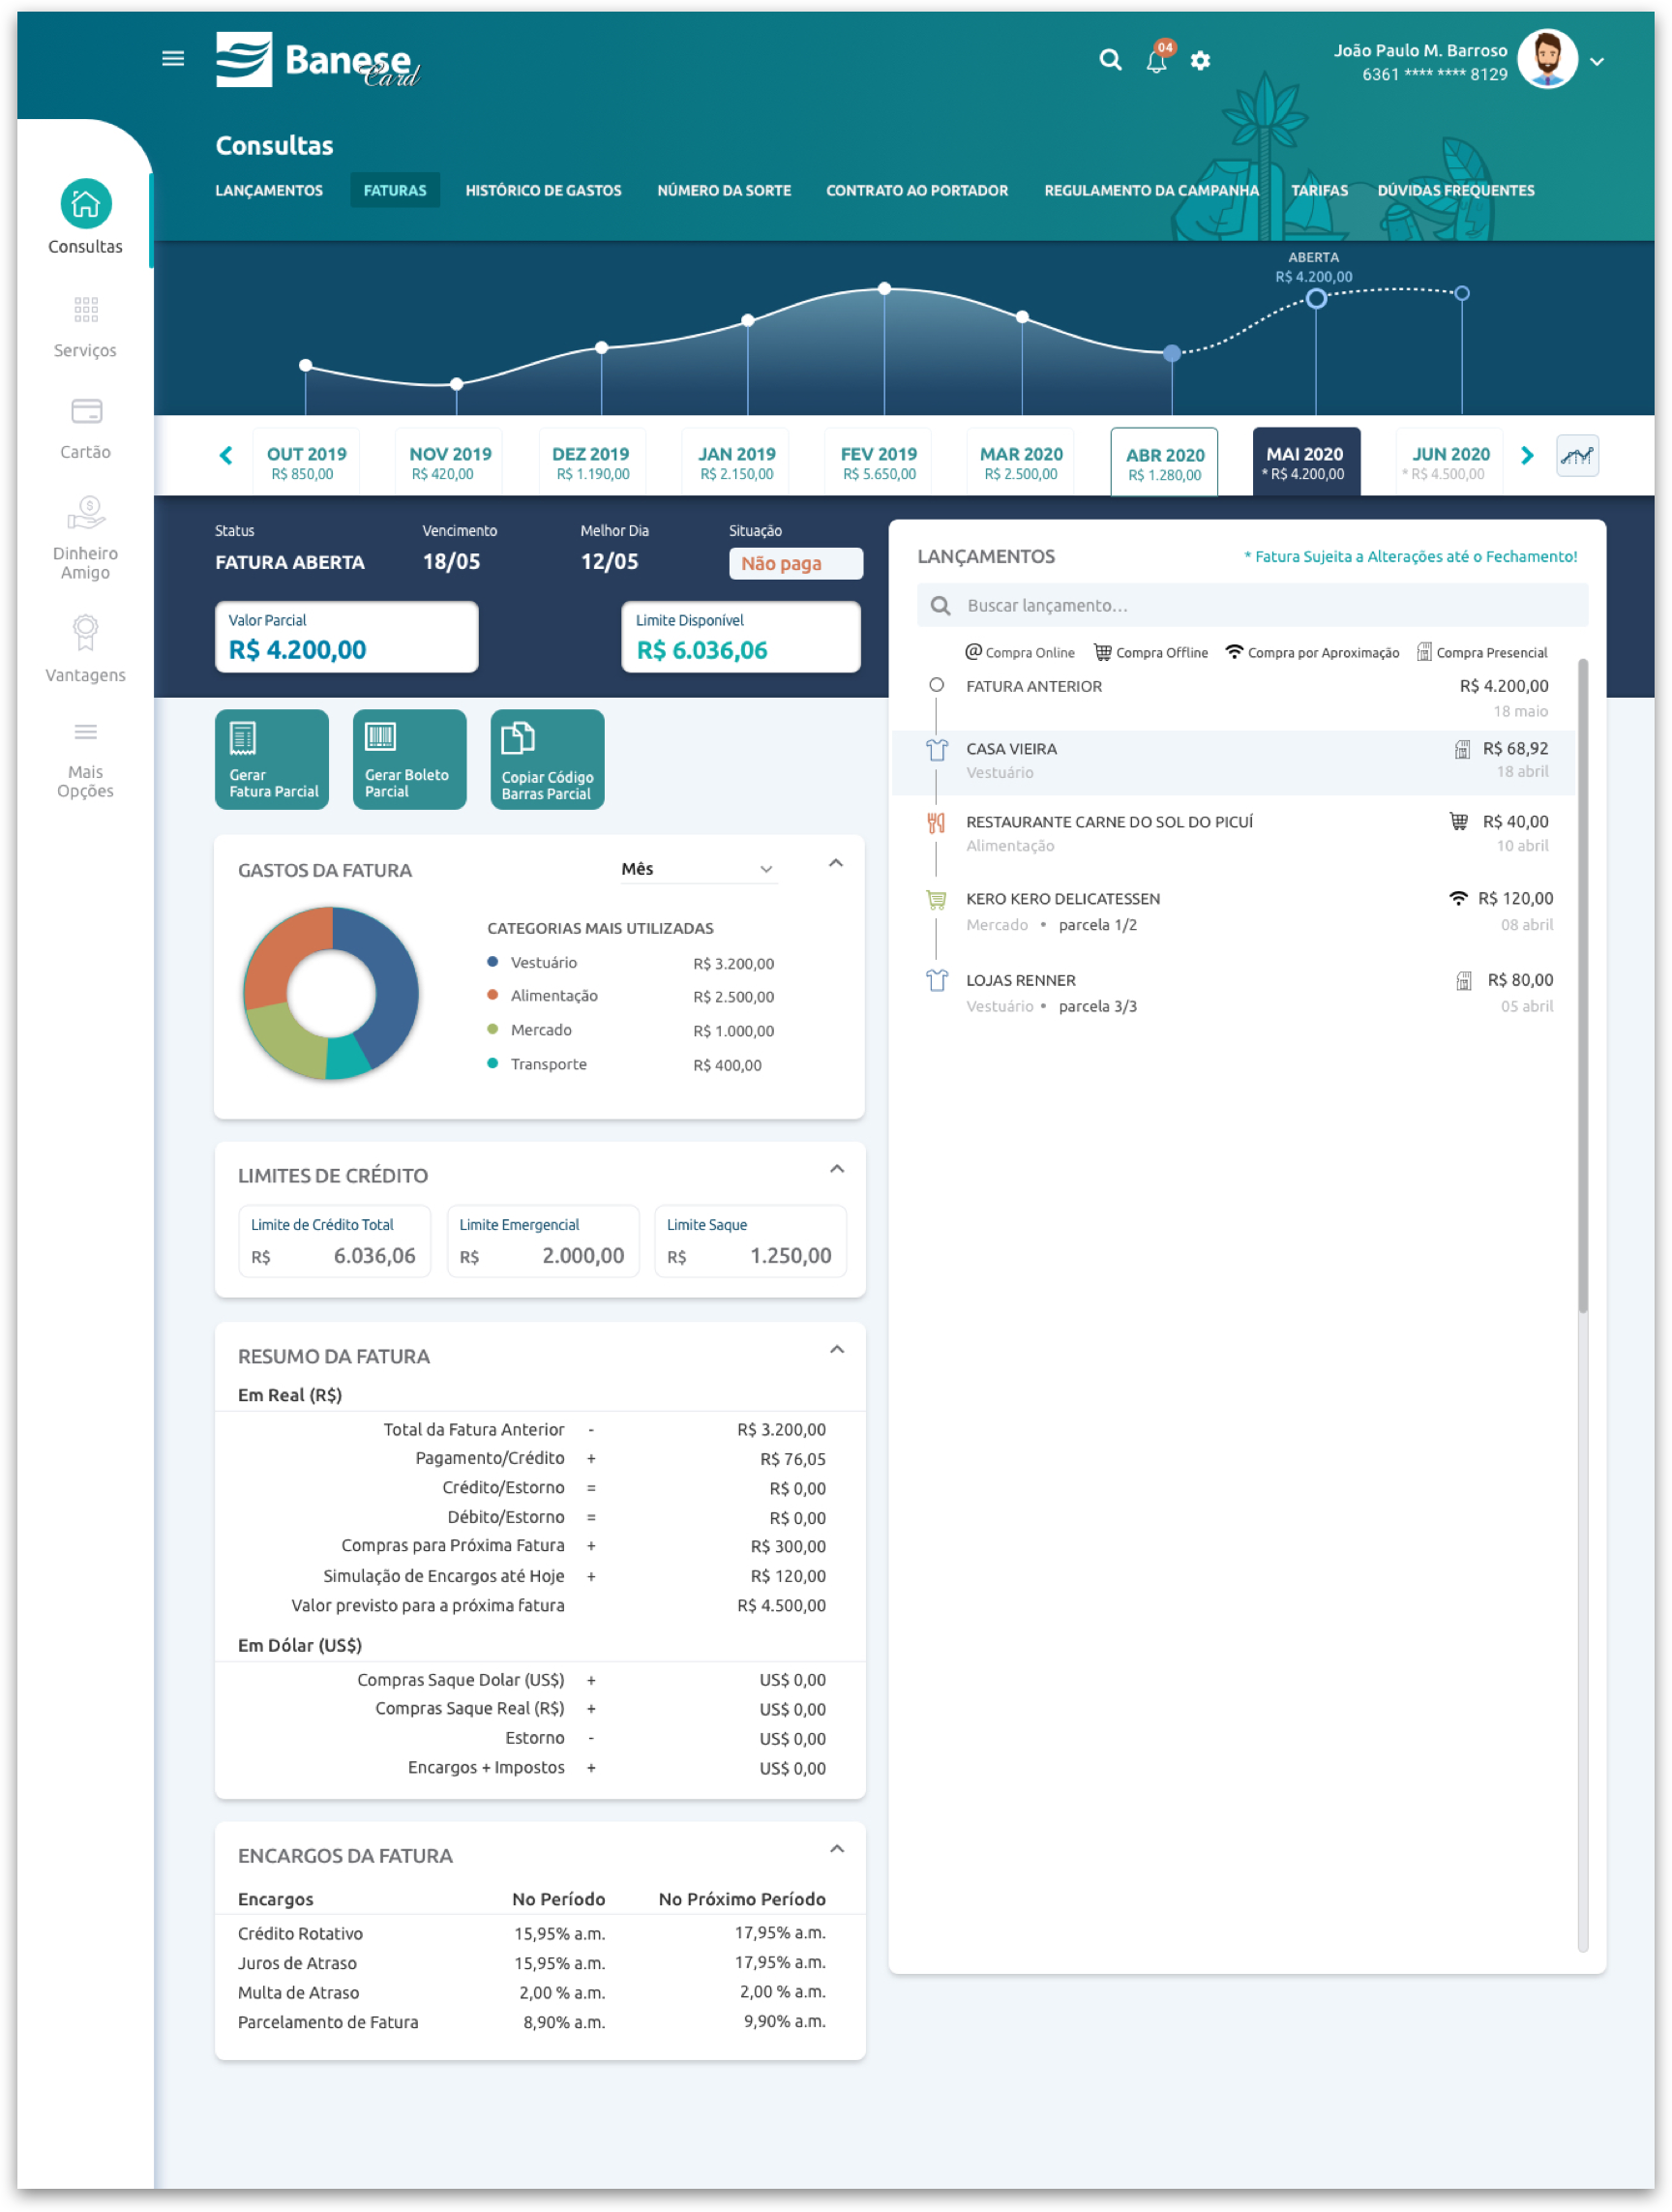 Banese
Card
04
João Paulo M. Barroso
6361 **** **** 8129
Consultas
LANÇAMENTOS
FATURAS
HISTÓRICO DE GASTOS
NÚMERO DA SORTE
CONTRATO AO PORTADOR
REGULAMENTO DA CAMPANHA
TARIFAS
DÚVIDAS FREQUENTES
Consultas
Serviços
Cartão
Dinheiro
Amigo
Vantagens
Mais
Opções
ABERTA
R$ 4.200,00
OUT 2019
R$ 850,00
NOV 2019
R$ 420,00
DEZ 2019
R$ 1.190,00
JAN 2019
R$ 2.150,00
FEV 2019
R$ 5.650,00
MAR 2020
R$ 2.500,00
ABR 2020
R$ 1.280,00
MAI 2020
* R$ 4.200,00
JUN 2020
* R$ 4.500,00
Status
FATURA ABERTA
Vencimento
18/05
Melhor Dia
12/05
Situação
Não paga
Valor Parcial
R$ 4.200,00
Limite Disponível
R$ 6.036,06
Gerar
Fatura Parcial
Gerar Boleto
Parcial
Copiar Código
Barras Parcial
GASTOS DA FATURA
Mês
CATEGORIAS MAIS UTILIZADAS
Vestuário R$ 3.200,00
Alimentação R$ 2.500,00
Mercado R$ 1.000,00
Transporte R$ 400,00
LIMITES DE CRÉDITO
Limite de Crédito Total
R$ 6.036,06
Limite Emergencial
R$ 2.000,00
Limite Saque
R$ 1.250,00
RESUMO DA FATURA
Em Real (R$)
Total da Fatura Anterior - R$ 3.200,00
Pagamento/Crédito + R$ 76,05
Crédito/Estorno = R$ 0,00
Débito/Estorno = R$ 0,00
Compras para Próxima Fatura + R$ 300,00
Simulação de Encargos até Hoje + R$ 120,00
Valor previsto para a próxima fatura R$ 4.500,00
Em Dólar (US$)
Compras Saque Dolar (US$) + US$ 0,00
Compras Saque Real (R$) + US$ 0,00
Estorno - US$ 0,00
Encargos + Impostos + US$ 0,00
ENCARGOS DA FATURA
Encargos No Período No Próximo Período
Crédito Rotativo 15,95% a.m. 17,95% a.m.
Juros de Atraso 15,95% a.m. 17,95% a.m.
Multa de Atraso 2,00 % a.m. 2,00 % a.m.
Parcelamento de Fatura 8,90% a.m. 9,90% a.m.
LANÇAMENTOS
* Fatura Sujeita a Alterações até o Fechamento!
Buscar lançamento...
@ Compra Online Compra Offline Compra por Aproximação Compra Presencial
FATURA ANTERIOR R$ 4.200,00
18 maio
CASA VIEIRA R$ 68,92
Vestuário 18 abril
RESTAURANTE CARNE DO SOL DO PICUÍ R$ 40,00
Alimentação 10 abril
KERO KERO DELICATESSEN R$ 120,00
Mercado • parcela 1/2 08 abril
LOJAS RENNER R$ 80,00
Vestuário • parcela 3/3 05 abril